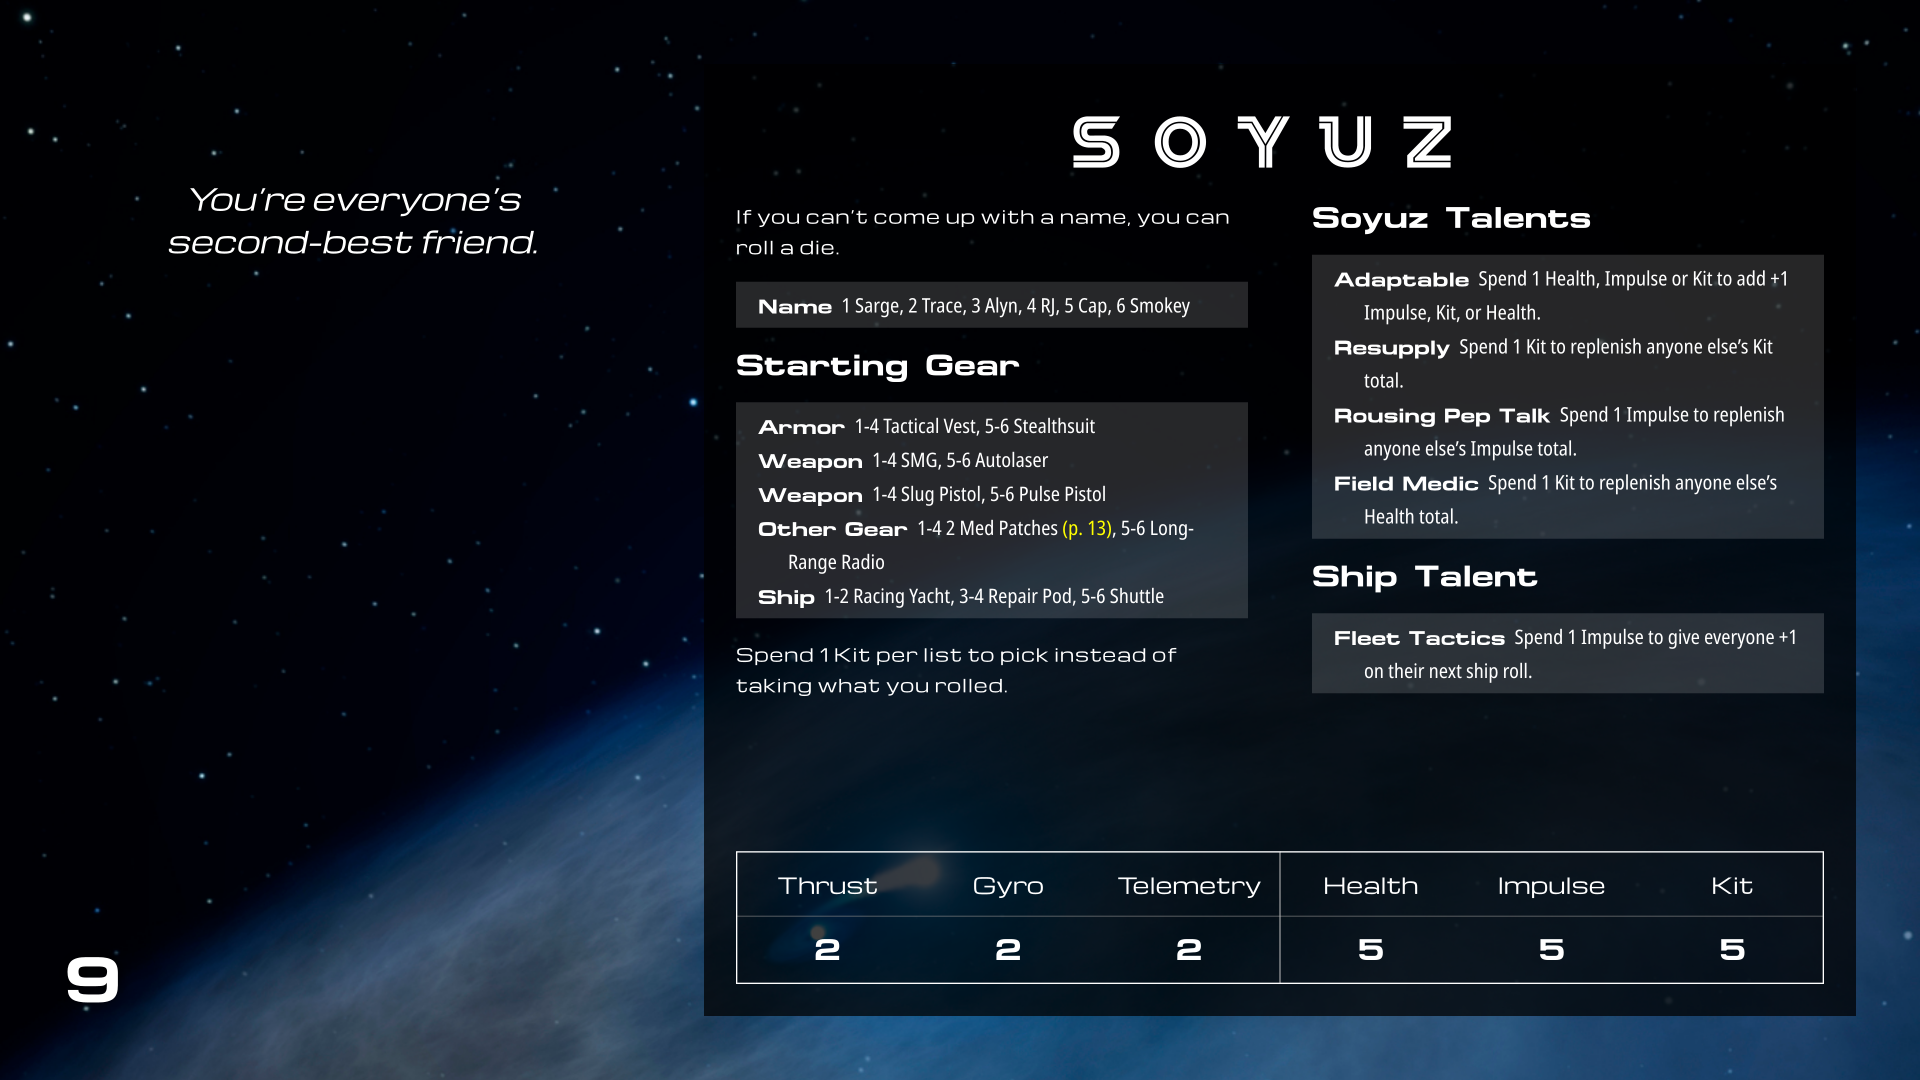 You're everyone's
second-best friend.
SOYUZ
If you can't come up with a name, you can
roll a die.
Name 1 Sarge, 2 Trace, 3 Alyn, 4 RJ, 5 Cap, 6 Smokey
Starting Gear
Armor 1-4 Tactical Vest, 5-6 Stealthsuit
Weapon 1-4 SMG, 5-6 Autolaser
Weapon 1-4 Slug Pistol, 5-6 Pulse Pistol
Other Gear 1-4 2 Med Patches (p. 13), 5-6 Long-
Range Radio
Ship 1-2 Racing Yacht, 3-4 Repair Pod, 5-6 Shuttle
Spend 1 Kit per list to pick instead of
taking what you rolled.
Soyuz Talents
Adaptable Spend 1 Health, Impulse or Kit to add +1
Impulse, Kit, or Health.
Resupply Spend 1 Kit to replenish anyone else's Kit
total.
Rousing Pep Talk Spend 1 Impulse to replenish
anyone else's Impulse total.
Field Medic Spend 1 Kit to replenish anyone else's
Health total.
Ship Talent
Fleet Tactics Spend 1 Impulse to give everyone +1
on their next ship roll.
Thrust Gyro Telemetry Health Impulse Kit
2 2 2 5 5 5
9